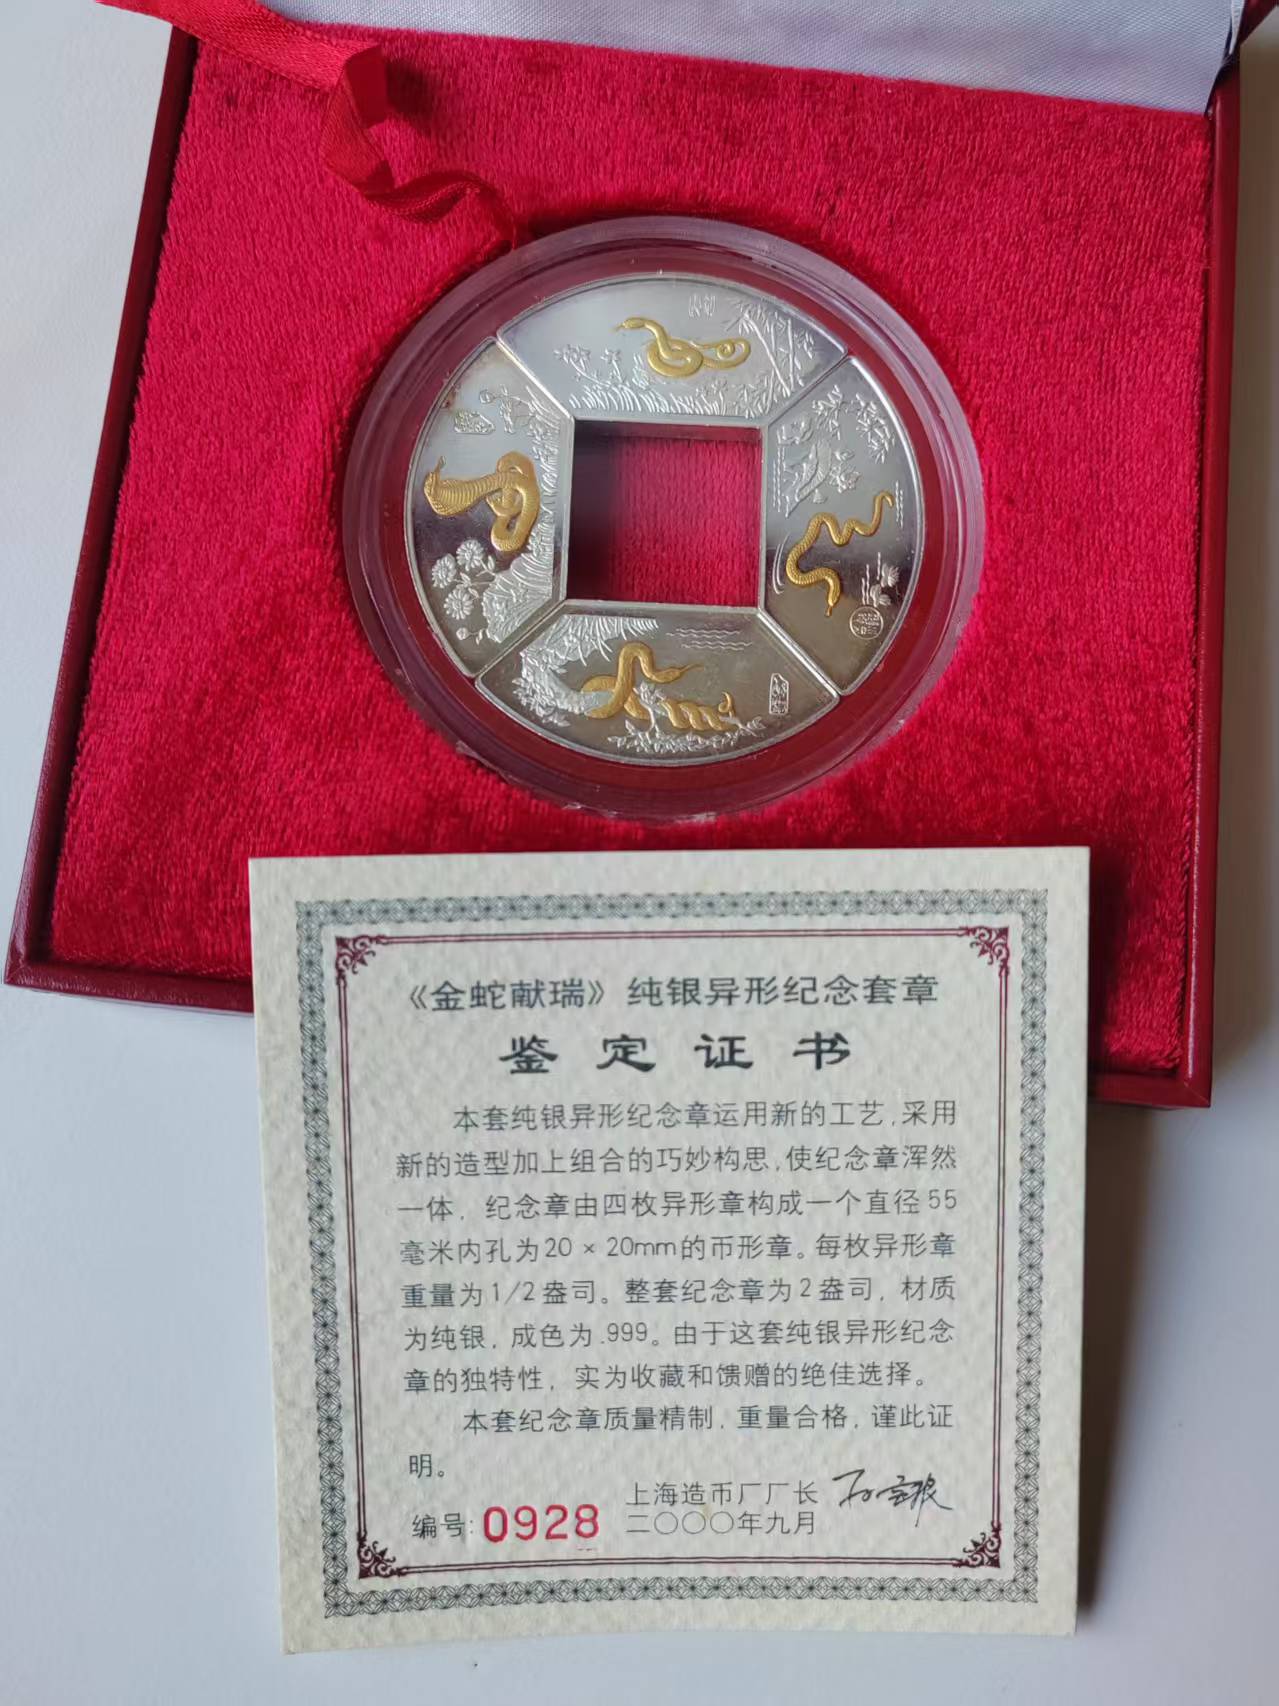 《金蛇献瑞》纯银异形纪念套章
鉴定证书
本套纯银异形纪念章运用新的工艺,采用
新的造型加上组合的巧妙构思,使纪念章浑然
一体，纪念章由四枚异形章构成一个直径55
毫米内孔为20×20mm的币形章。每枚异形章
重量为1/2盎司。整套纪念章为2盎司，材质
为纯银，成色为.999。由于这套纯银异形纪念
章的独特性，实为收藏和馈赠的绝佳选择。
本套纪念章质量精制，重量合格，谨此证
明。
上海造币厂厂长
编号:0928 二〇〇〇年九月